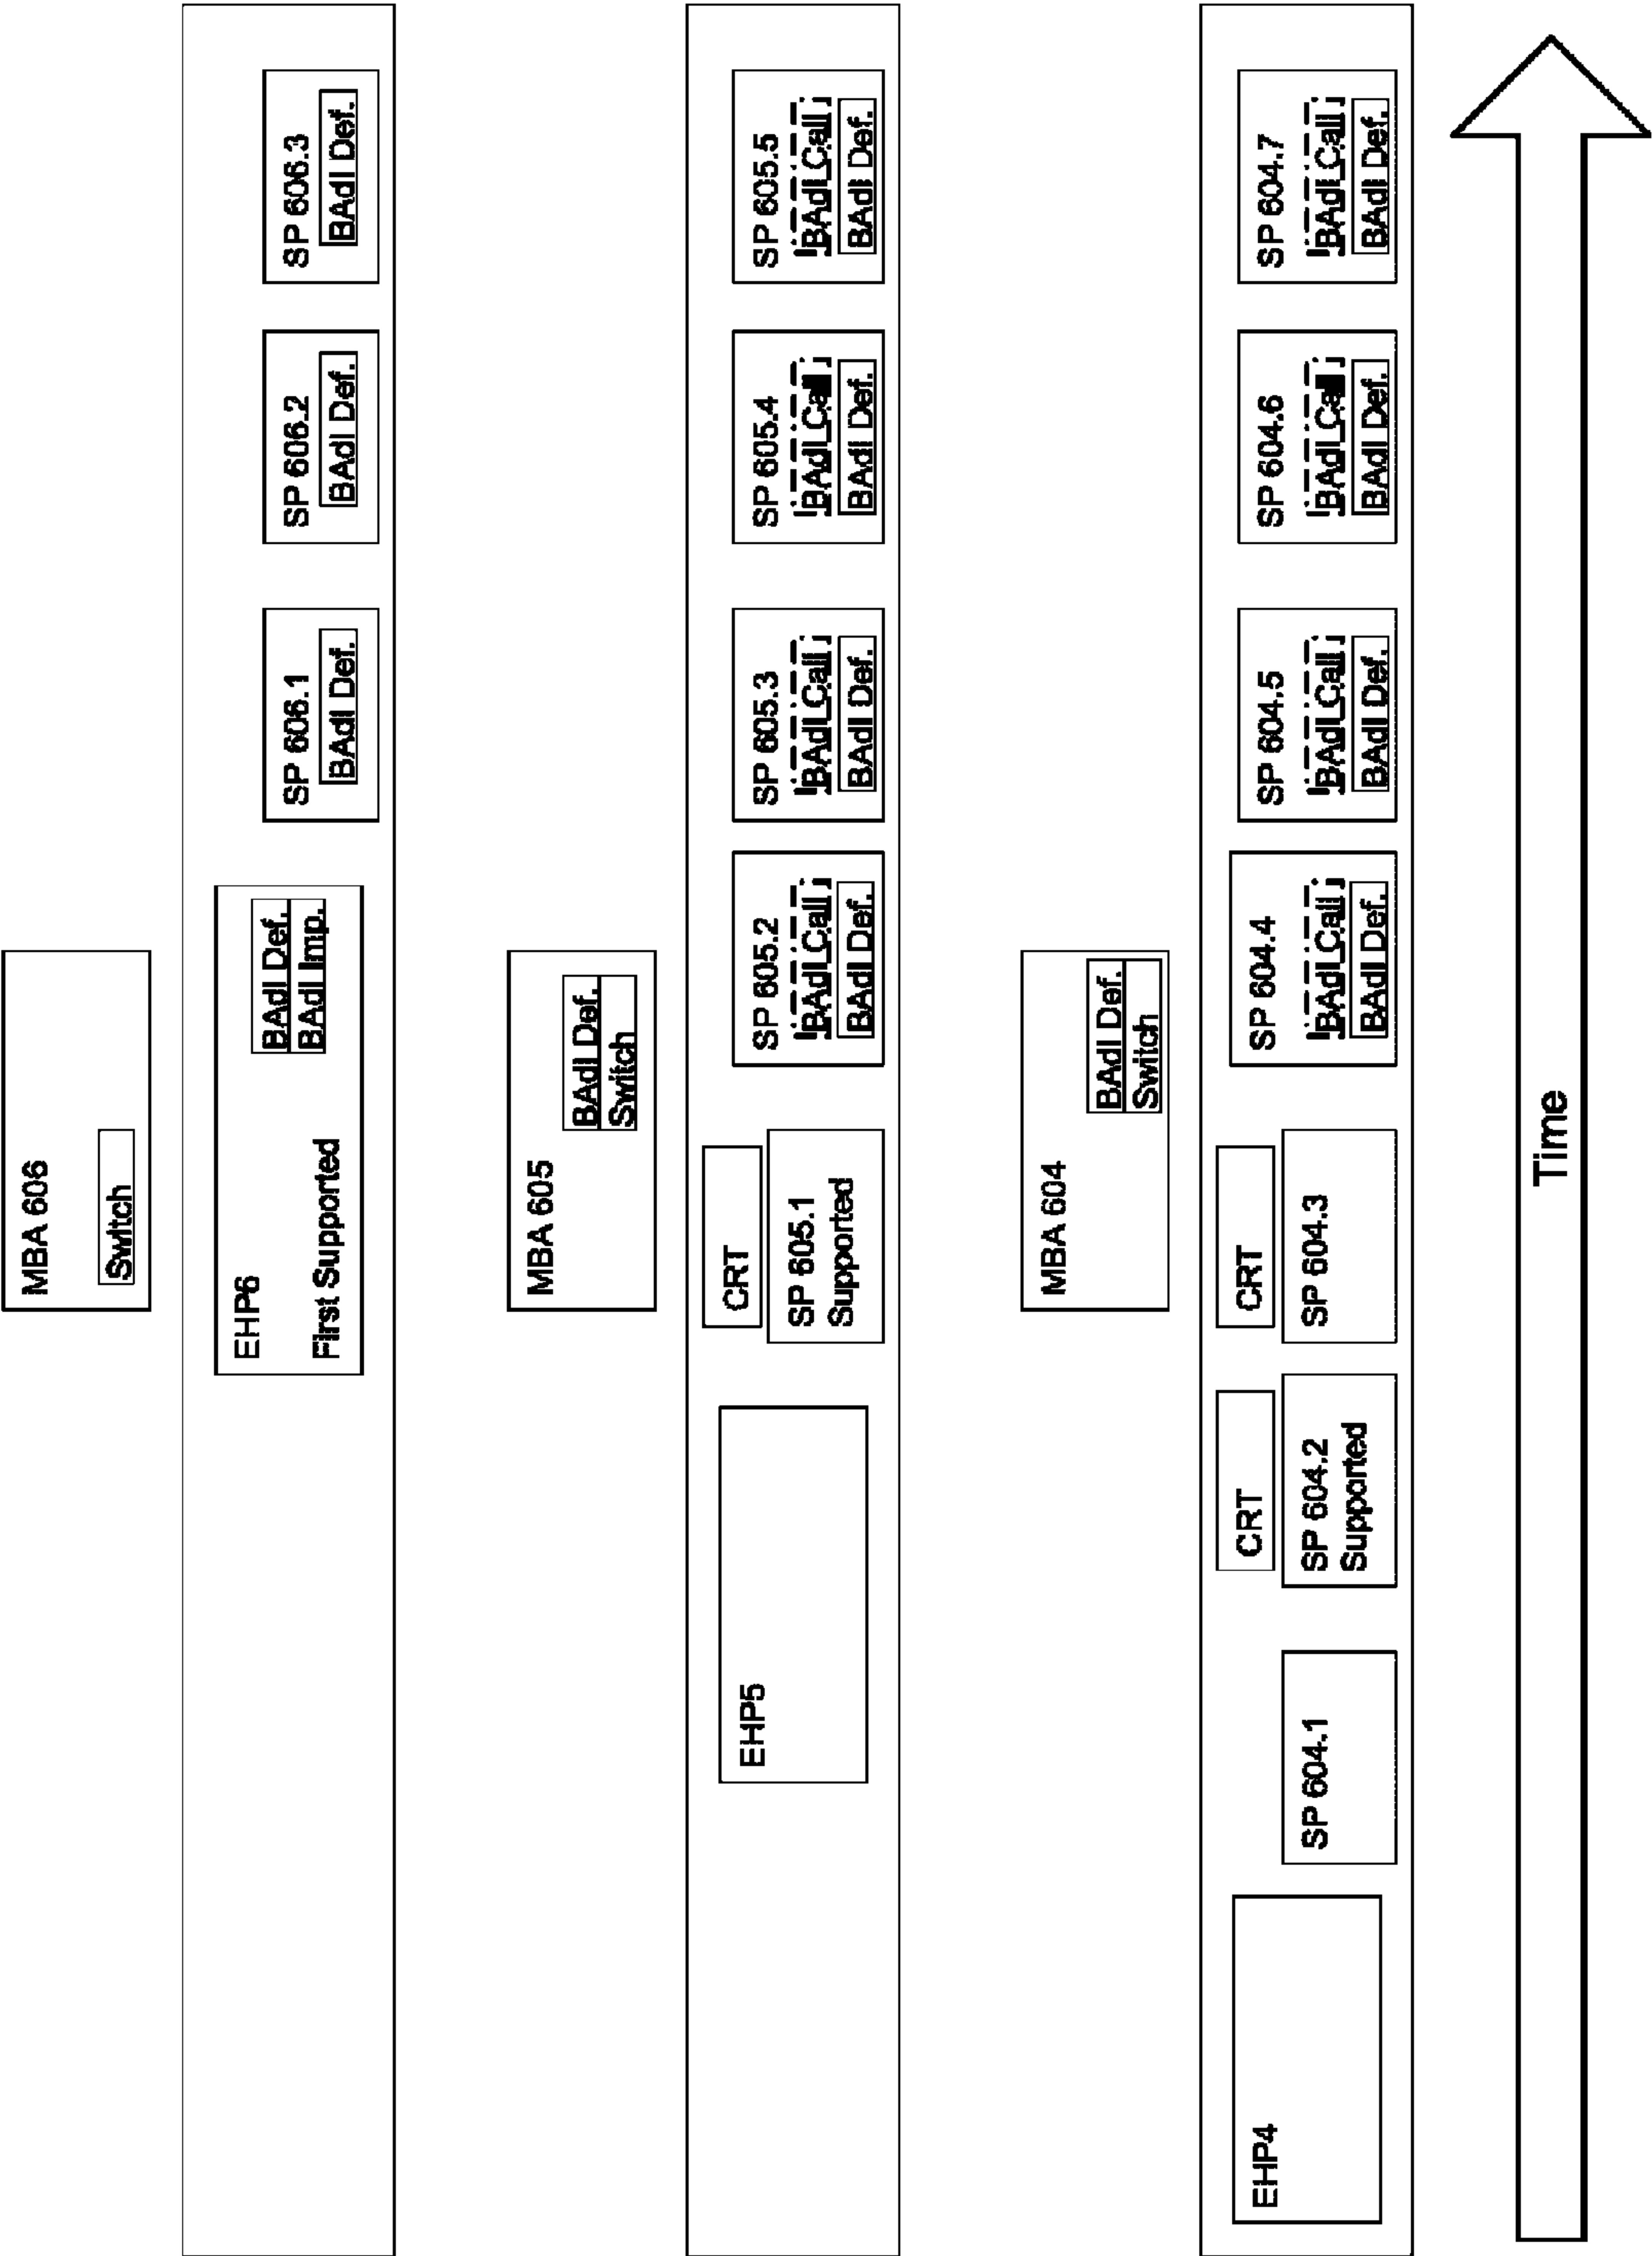 MBA 606
Switch
EHP6
First Supported
BAdI Def.
BAdI Imp.
SP 606.1
BAdI Def.
SP 606.2
BAdI Def.
SP 606.3
BAdI Def.
MBA 605
BAdI Def.
Switch
EHP5
CRT
SP 605.1
Supported
SP 605.2
BAdI Call
BAdI Def.
SP 605.3
BAdI Call
BAdI Def.
SP 605.4
BAdI Call
BAdI Def.
SP 605.5
BAdI Call
BAdI Def.
MBA 604
BAdI Def.
Switch
EHP4
SP 604.1
CRT
SP 604.2
Supported
CRT
SP 604.3
SP 604.4
BAdI Call
BAdI Def.
SP 604.5
BAdI Call
BAdI Def.
SP 604.6
BAdI Call
BAdI Def.
SP 604.7
BAdI Call
BAdI Def.
Time